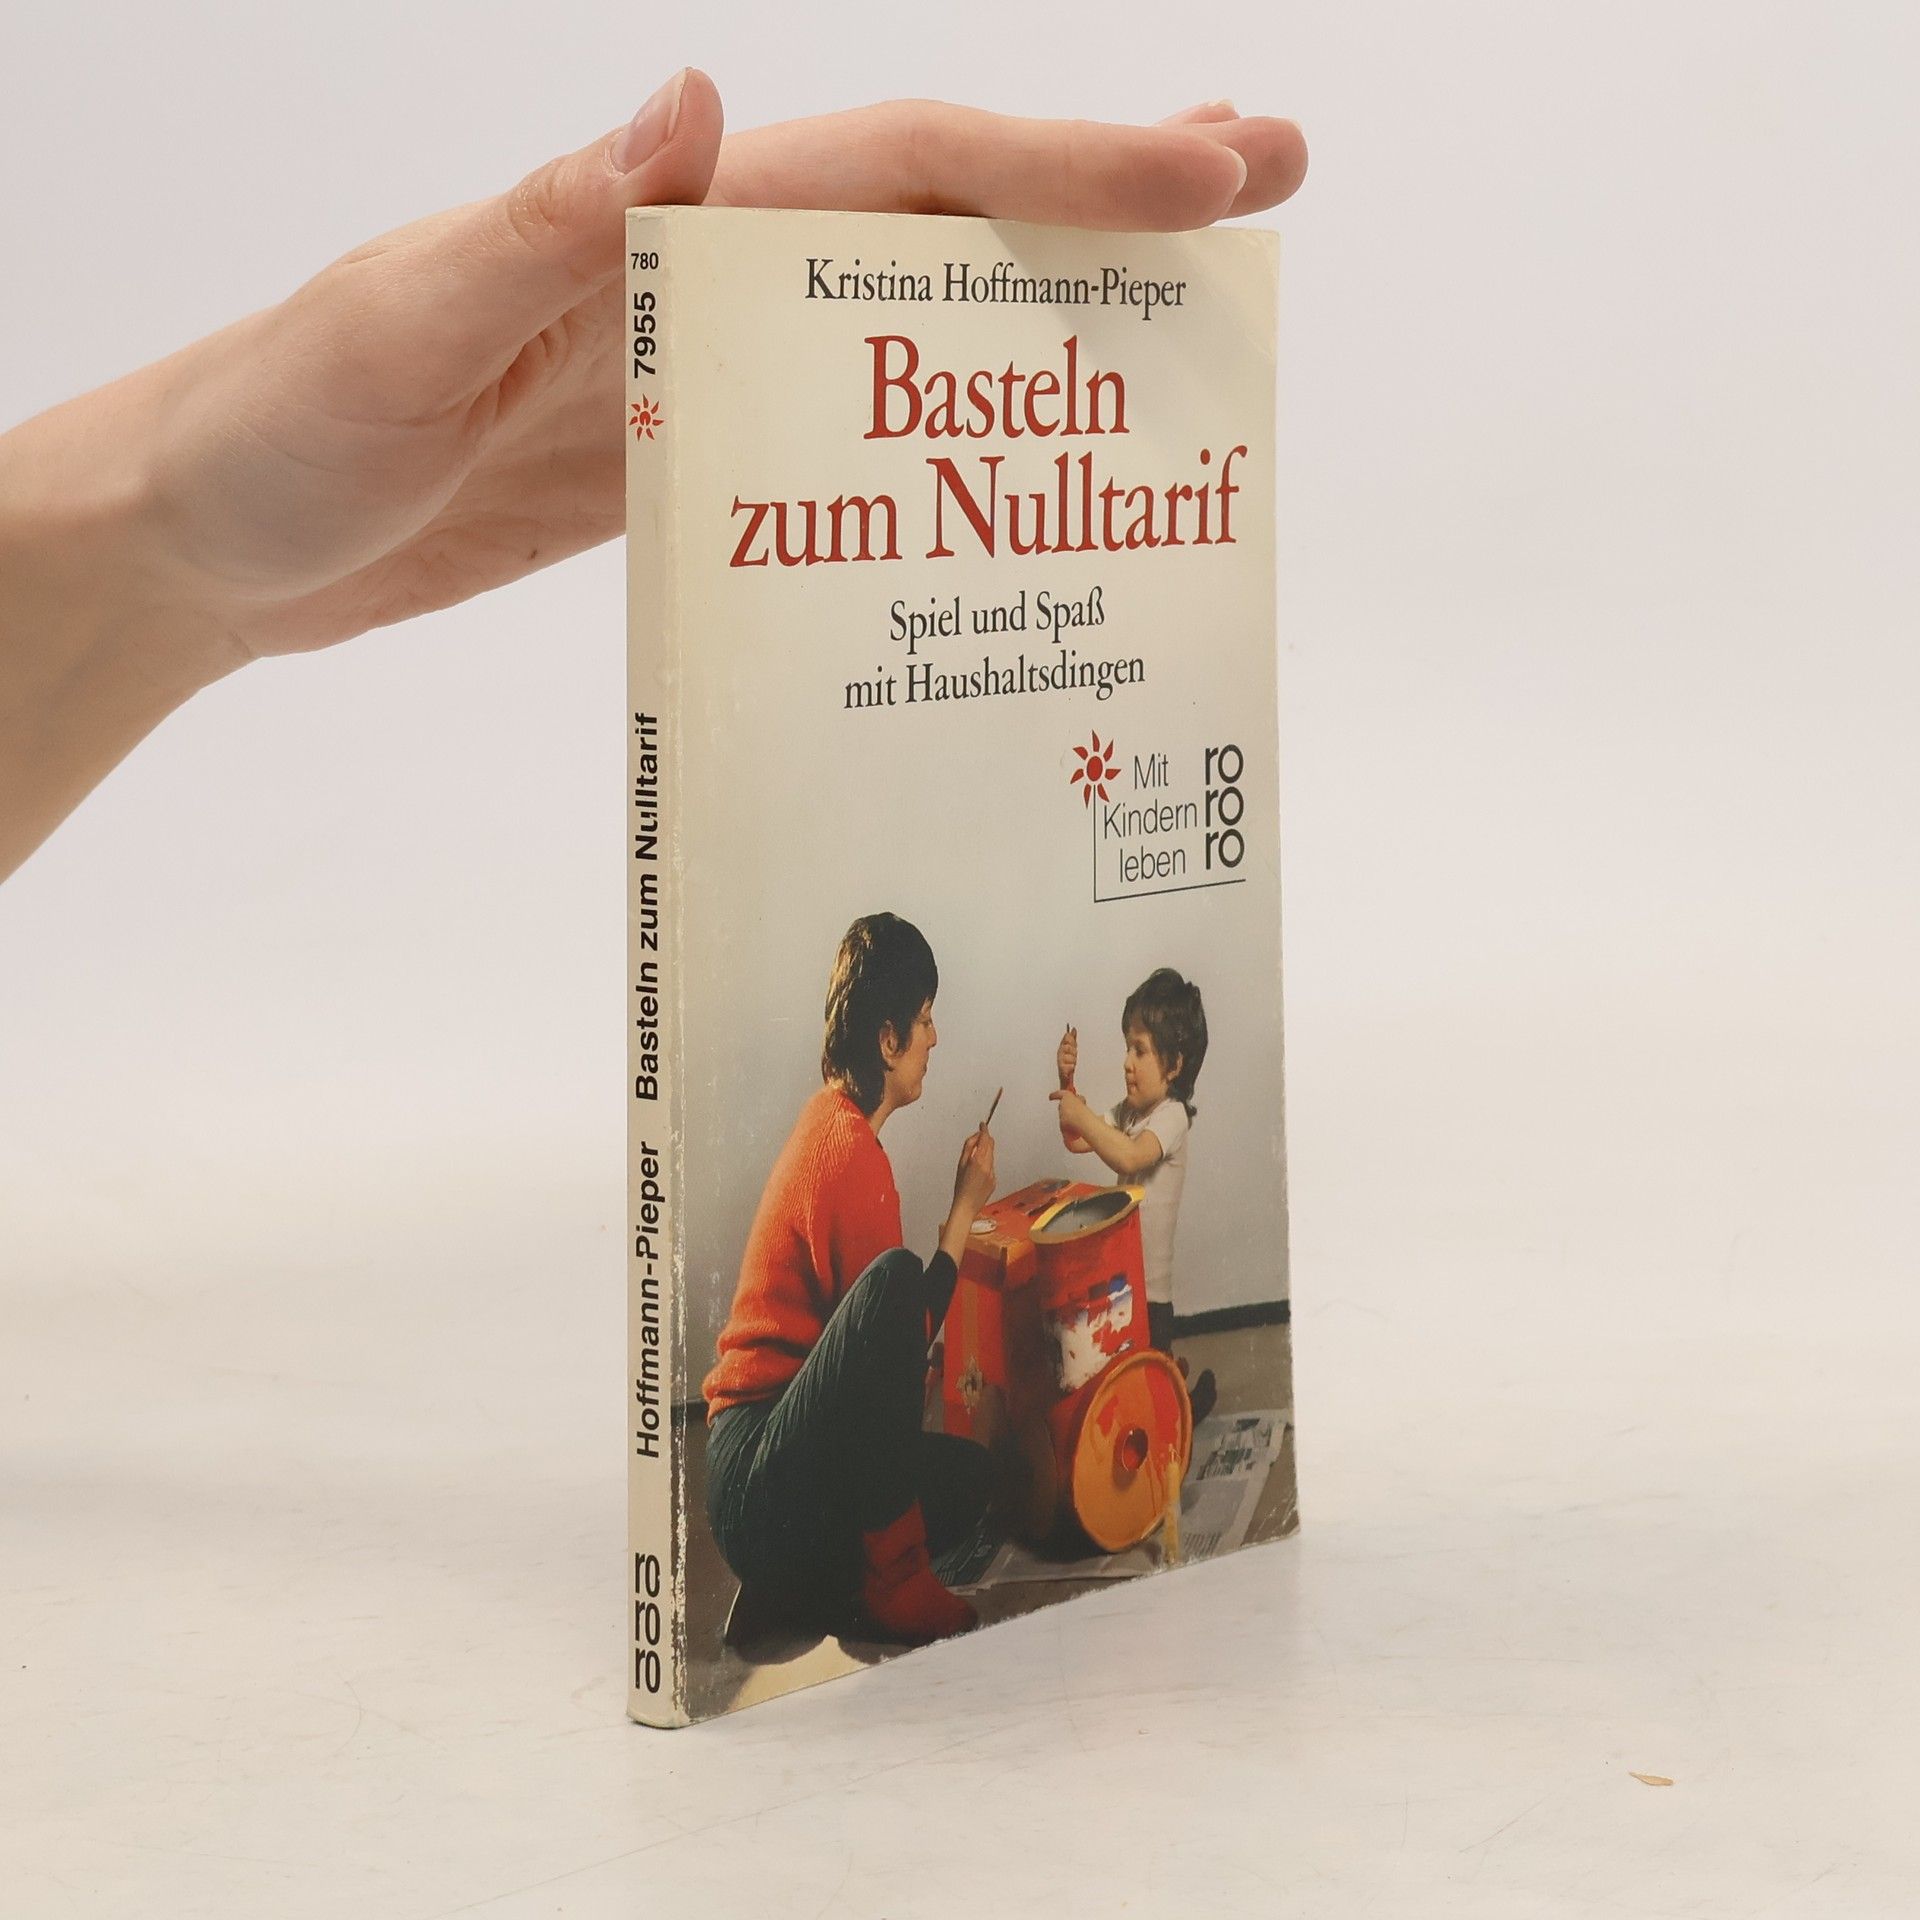 780
7955
Basteln zum Nulltarif
Hoffmann-Pieper
ro
ro
ro
Kristina Hoffmann-Pieper
Basteln
zum Nulltarif
Spiel und Spaß
mit Haushaltsdingen
Mit
Kindern
leben
ro
ro
ro